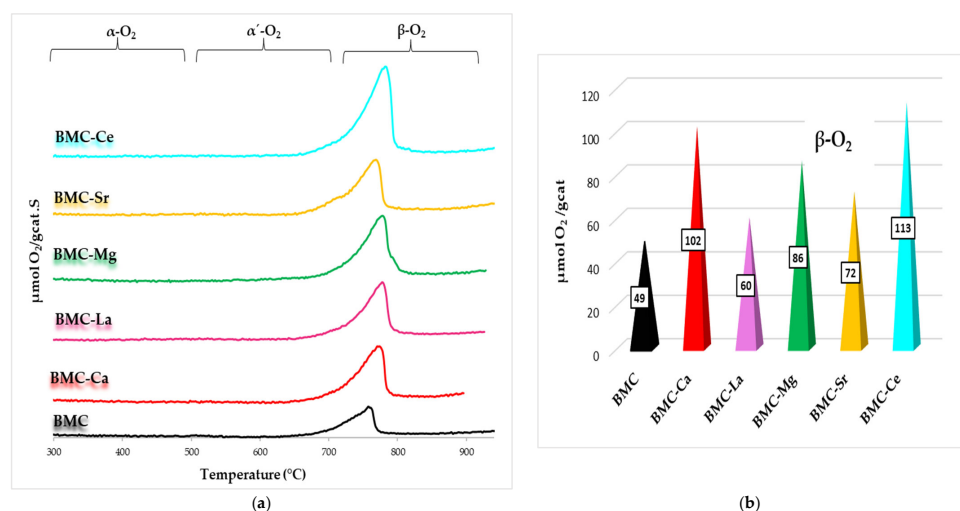 α-O₂ α´-O₂ β-O₂
BMC-Ce
BMC-Sr
BMC-Mg
BMC-La
BMC-Ca
BMC
μmol O₂/gcat.S
300 400 500 600 700 800 900
Temperature (°C)
(a)
β-O₂
μmol O₂ /gcat
120
100
80
60
40
20
0
49
102
60
86
72
113
BMC
BMC-Ca
BMC-La
BMC-Mg
BMC-Sr
BMC-Ce
(b)